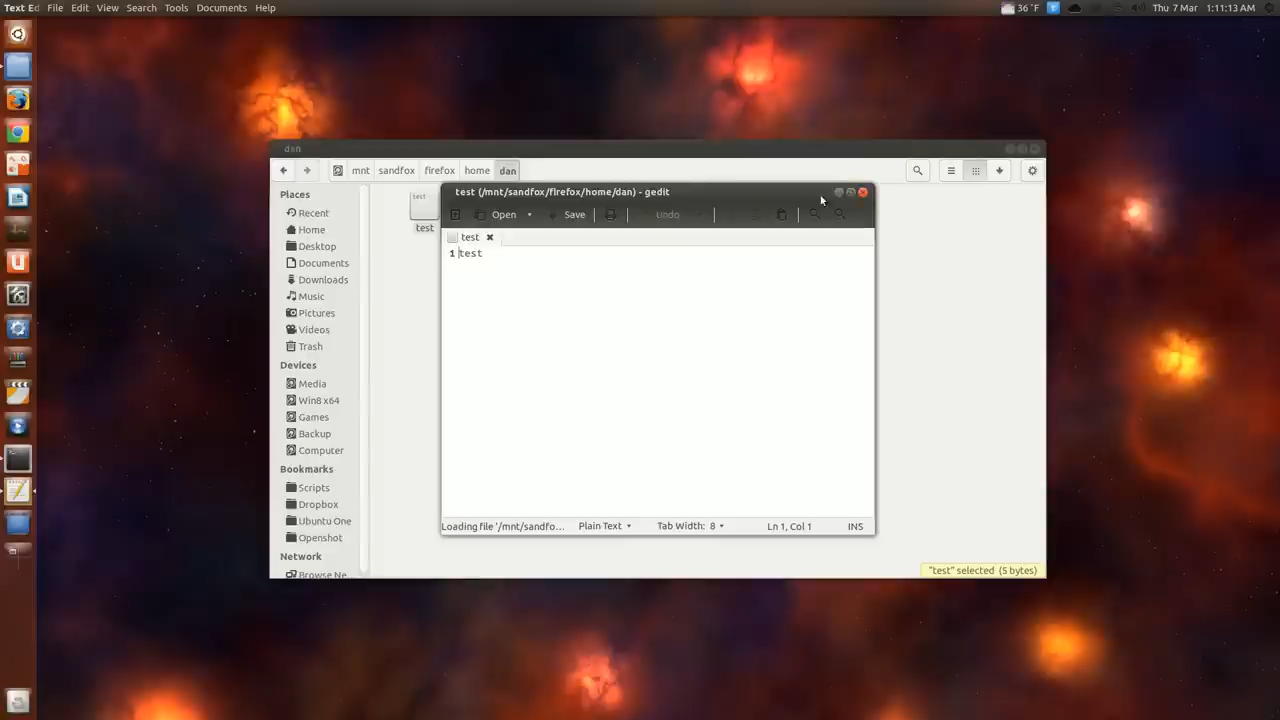 Text Ed File Edit View Search Tools Documents Help
36 °F Thu 7 Mar 1:11:13 AM
dan
mnt sandfox firefox home dan
Places
Recent
Home
Desktop
Documents
Downloads
Music
Pictures
Videos
Trash
Devices
Media
Win8 x64
Games
Backup
Computer
Bookmarks
Scripts
Dropbox
Ubuntu One
Openshot
Network
Browse Ne...
test
test
test (/mnt/sandfox/firefox/home/dan) - gedit
Open Save Undo
test
1 test
Loading file '/mnt/sandfo... Plain Text Tab Width: 8 Ln 1, Col 1 INS
"test" selected (5 bytes)